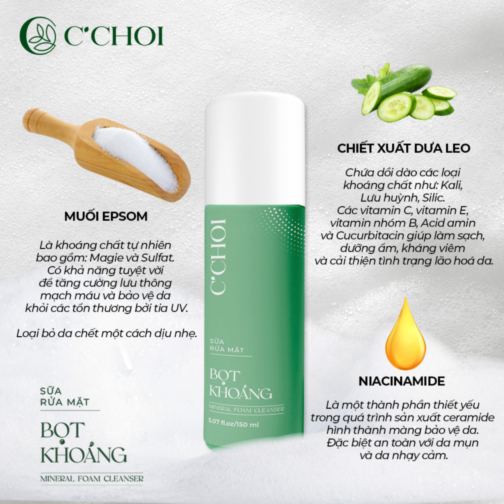 C'CHOI
CHIẾT XUẤT DƯA LEO
Chứa dồi dào các loại
khoáng chất như: Kali,
Lưu huỳnh, Silic.
Các vitamin C, vitamin E,
vitamin nhóm B, Acid amin
và Cucurbitacin giúp làm sạch,
dưỡng ẩm, kháng viêm
và cải thiện tình trạng lão hoá da.
MUỐI EPSOM
Là khoáng chất tự nhiên
bao gồm: Magie và Sulfat.
Có khả năng tuyệt vời
để tăng cường lưu thông
mạch máu và bảo vệ da
khỏi các tổn thương bởi tia UV.
Loại bỏ da chết một cách dịu nhẹ.
C'CHOI
SỮA
RỬA MẶT
BỌT
KHOÁNG
MINERAL FOAM CLEANSER
5.07 fl.oz/150 ml
NIACINAMIDE
Là một thành phần thiết yếu
trong quá trình sản xuất ceramide
hình thành màng bảo vệ da.
Đặc biệt an toàn với da mụn
và da nhạy cảm.
SỮA
RỬA MẶT
BỌT
KHOÁNG
MINERAL FOAM CLEANSER